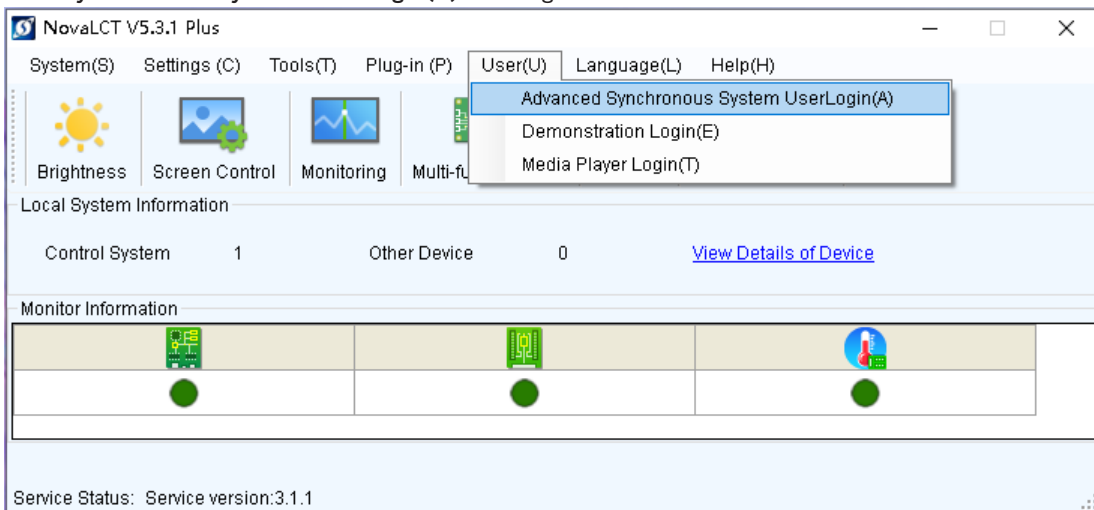 NovaLCT V5.3.1 Plus
System(S) Settings (C) Tools(T) Plug-in (P) User(U) Language(L) Help(H)
Advanced Synchronous System UserLogin(A)
Demonstration Login(E)
Media Player Login(T)
Brightness Screen Control Monitoring Multi-fu
Local System Information
Control System 1 Other Device 0 View Details of Device
Monitor Information
Service Status: Service version:3.1.1